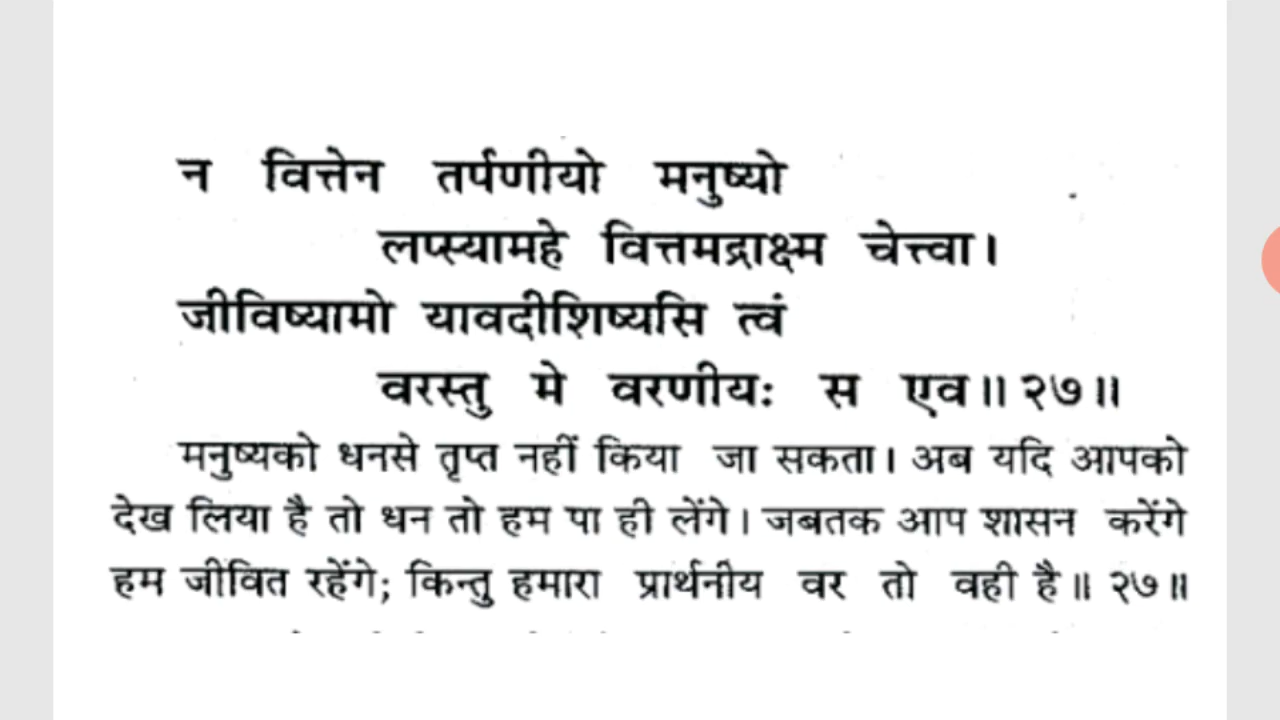 न वित्तेन तर्पणीयो मनुष्यो
लप्स्यामहे वित्तमद्राक्ष्म चेत्त्वा।
जीविष्यामो यावदीशिष्यसि त्वं
वरस्तु मे वरणीयः स एव॥ २७॥
मनुष्यको धनसे तृप्त नहीं किया जा सकता। अब यदि आपको
देख लिया है तो धन तो हम पा ही लेंगे। जबतक आप शासन करेंगे
हम जीवित रहेंगे; किन्तु हमारा प्रार्थनीय वर तो वही है॥ २७॥